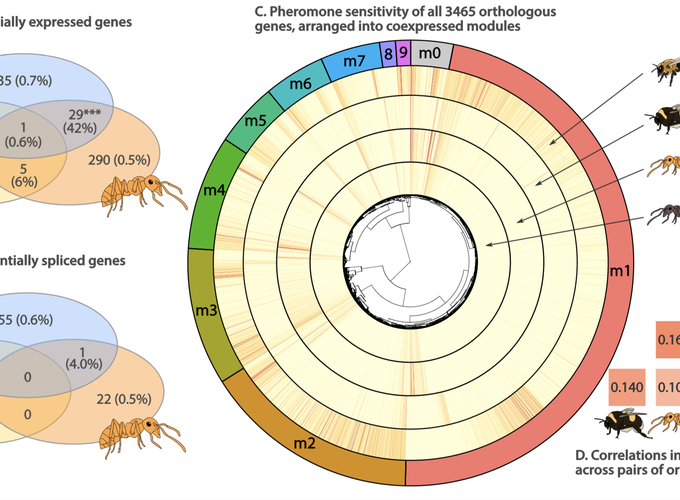 ially expressed genes
35 (0.7%)
29***
(42%)
1
(0.6%)
290 (0.5%)
5
(6%)
ntially spliced genes
55 (0.6%)
1
(4.0%)
0
22 (0.5%)
0
C. Pheromone sensitivity of all 3465 orthologous
genes, arranged into coexpressed modules
m0
9
8
m7
m6
m5
m4
m3
m2
m1
0.16
0.140
0.10
D. Correlations in
across pairs of or